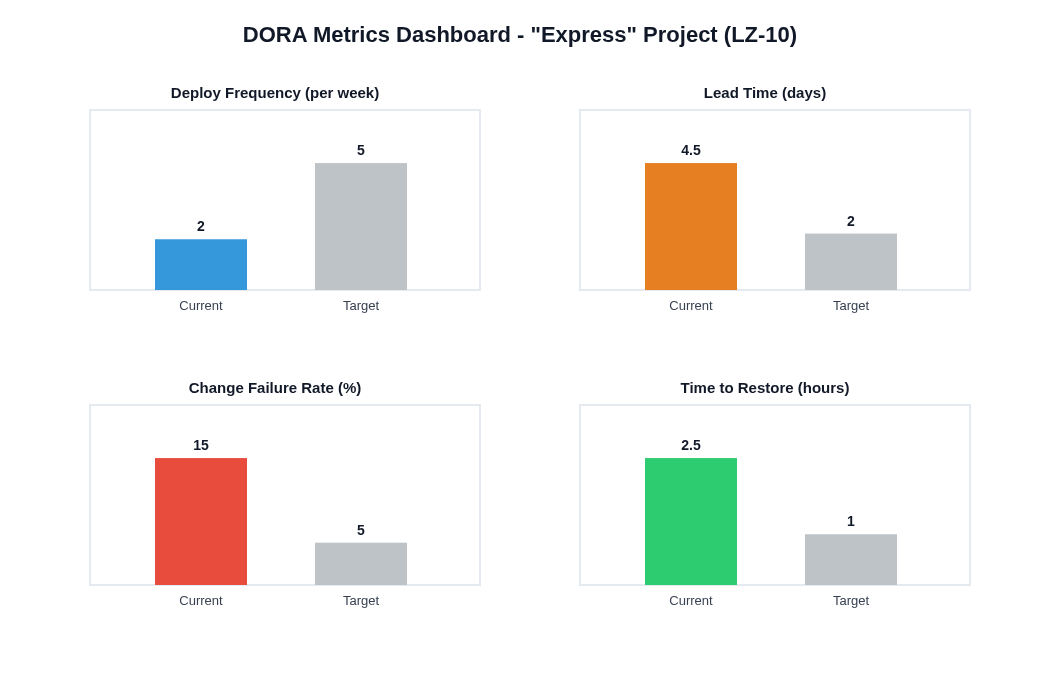 DORA Metrics Dashboard - "Express" Project (LZ-10)
Deploy Frequency (per week)
2
5
Current
Target
Lead Time (days)
4.5
2
Current
Target
Change Failure Rate (%)
15
5
Current
Target
Time to Restore (hours)
2.5
1
Current
Target